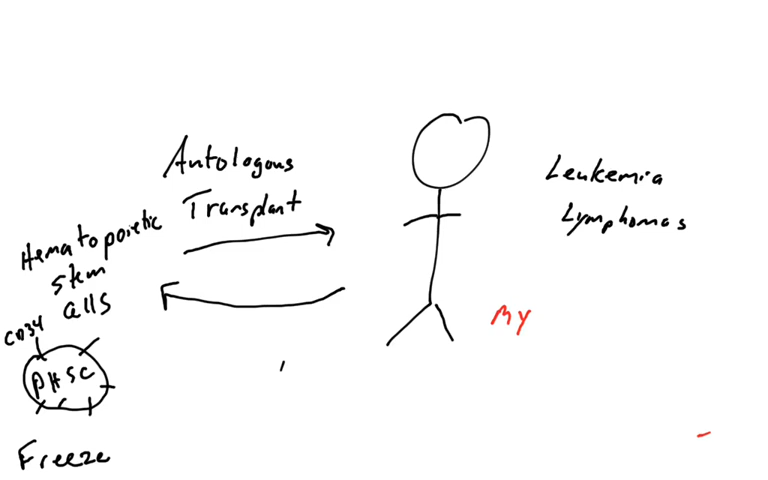 Autologous
Transplant
Leukemia
Lymphomas
Hematopoietic
stem
cells
CD34
PHSC
Freeze
MY